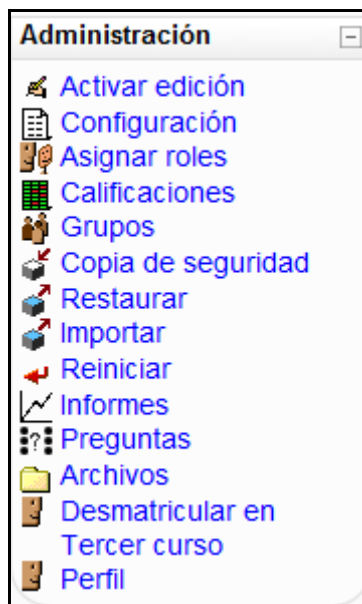 Administración
Activar edición
Configuración
Asignar roles
Calificaciones
Grupos
Copia de seguridad
Restaurar
Importar
Reiniciar
Informes
Preguntas
Archivos
Desmatricular en
Tercer curso
Perfil